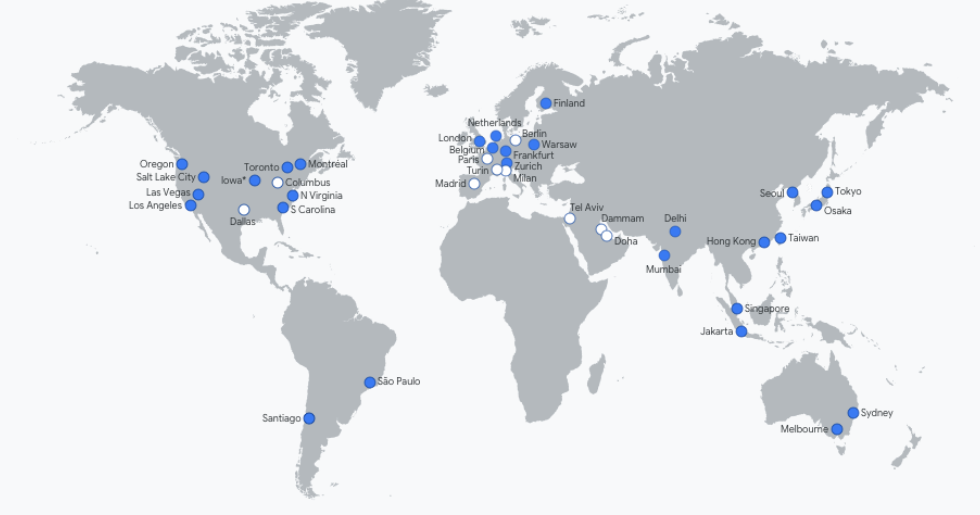 Finland
Netherlands
London
Berlin
Belgium
Warsaw
Paris
Frankfurt
Turin
Zurich
Milan
Madrid
Oregon
Toronto
Montréal
Salt Lake City
Iowa*
Columbus
Las Vegas
N Virginia
Los Angeles
S Carolina
Dallas
Tel Aviv
Dammam
Doha
Delhi
Mumbai
Seoul
Tokyo
Osaka
Hong Kong
Taiwan
Singapore
Jakarta
São Paulo
Santiago
Sydney
Melbourne